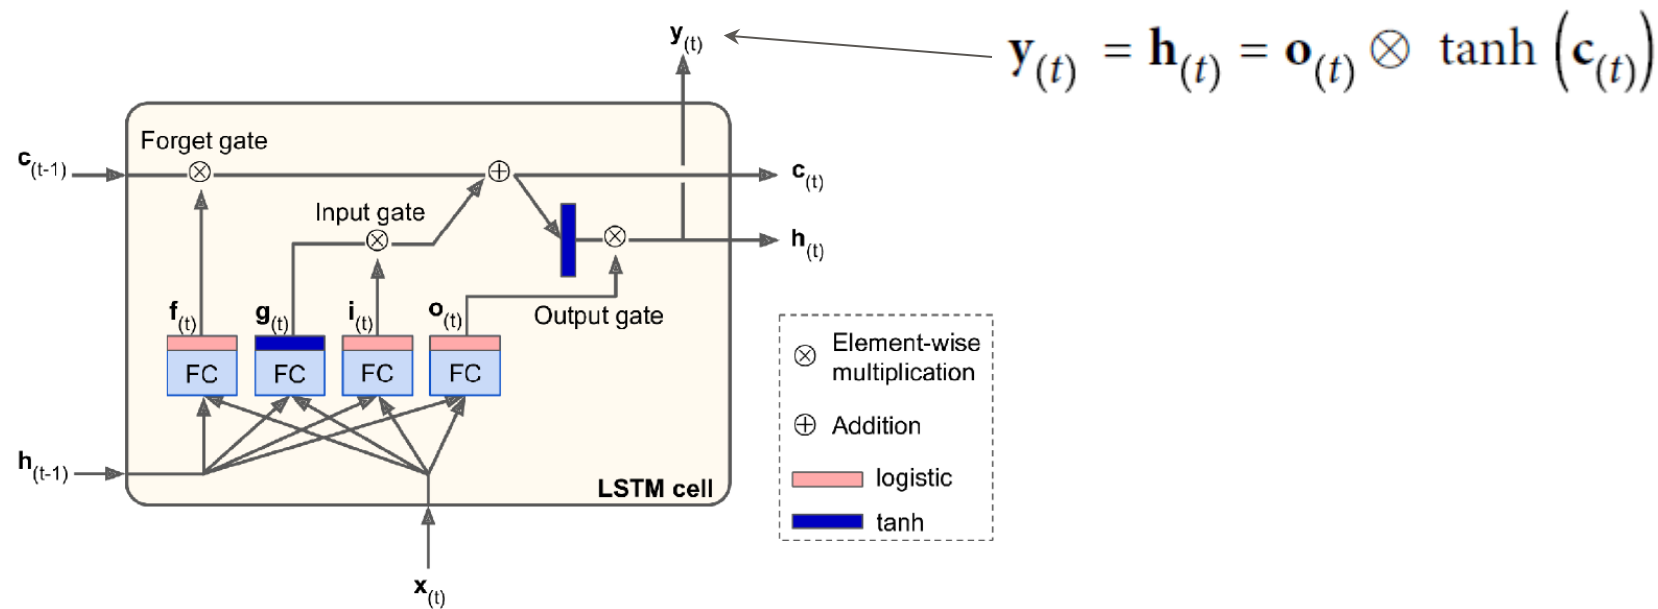 y(t)
y(t) = h(t) = o(t) ⊗ tanh (c(t))
Forget gate
c(t-1)
c(t)
Input gate
h(t)
f(t)
g(t)
i(t)
o(t)
Output gate
FC
FC
FC
FC
Element-wise
multiplication
Addition
h(t-1)
LSTM cell
logistic
tanh
x(t)